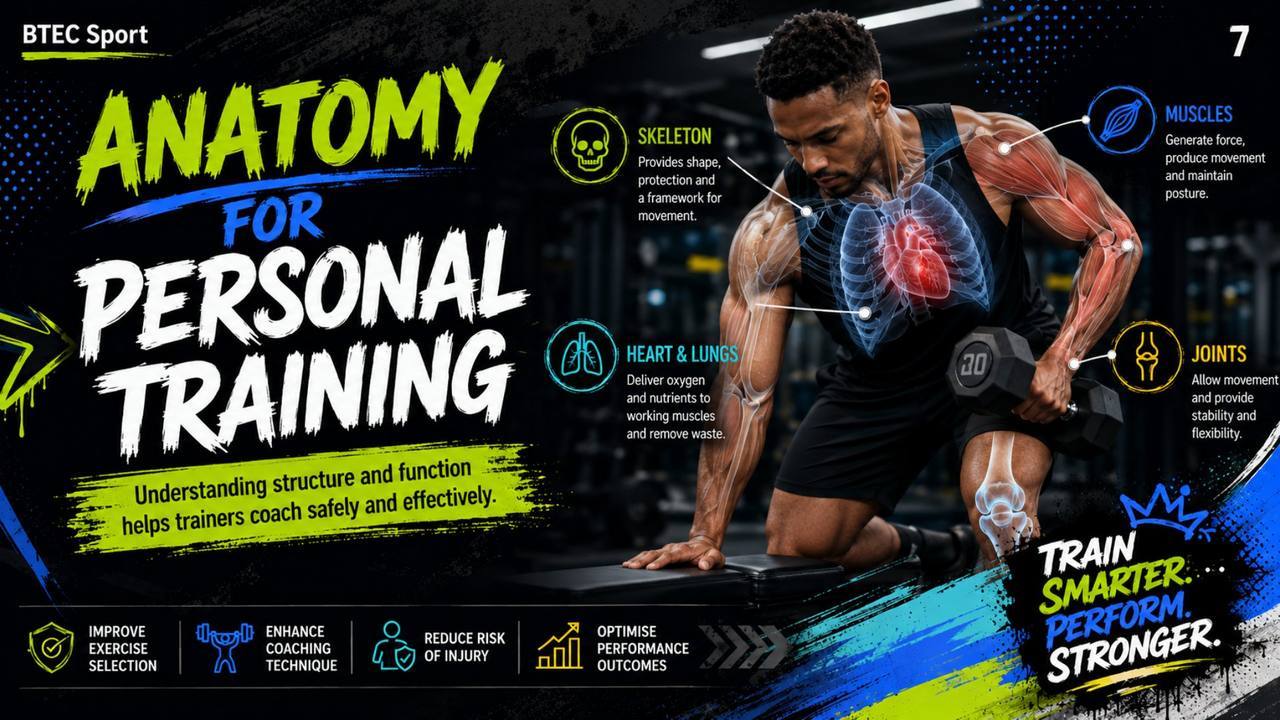 BTEC Sport
7
ANATOMY
FOR
PERSONAL
TRAINING
Understanding structure and function
helps trainers coach safely and effectively.
SKELETON
Provides shape,
protection and
a framework for
movement.
HEART & LUNGS
Deliver oxygen
and nutrients to
working muscles
and remove waste.
MUSCLES
Generate force,
produce movement
and maintain
posture.
JOINTS
Allow movement
and provide
stability and
flexibility.
30
IMPROVE
EXERCISE
SELECTION
ENHANCE
COACHING
TECHNIQUE
REDUCE RISK
OF INJURY
OPTIMISE
PERFORMANCE
OUTCOMES
TRAIN
SMARTER.
PERFORM.
STRONGER.